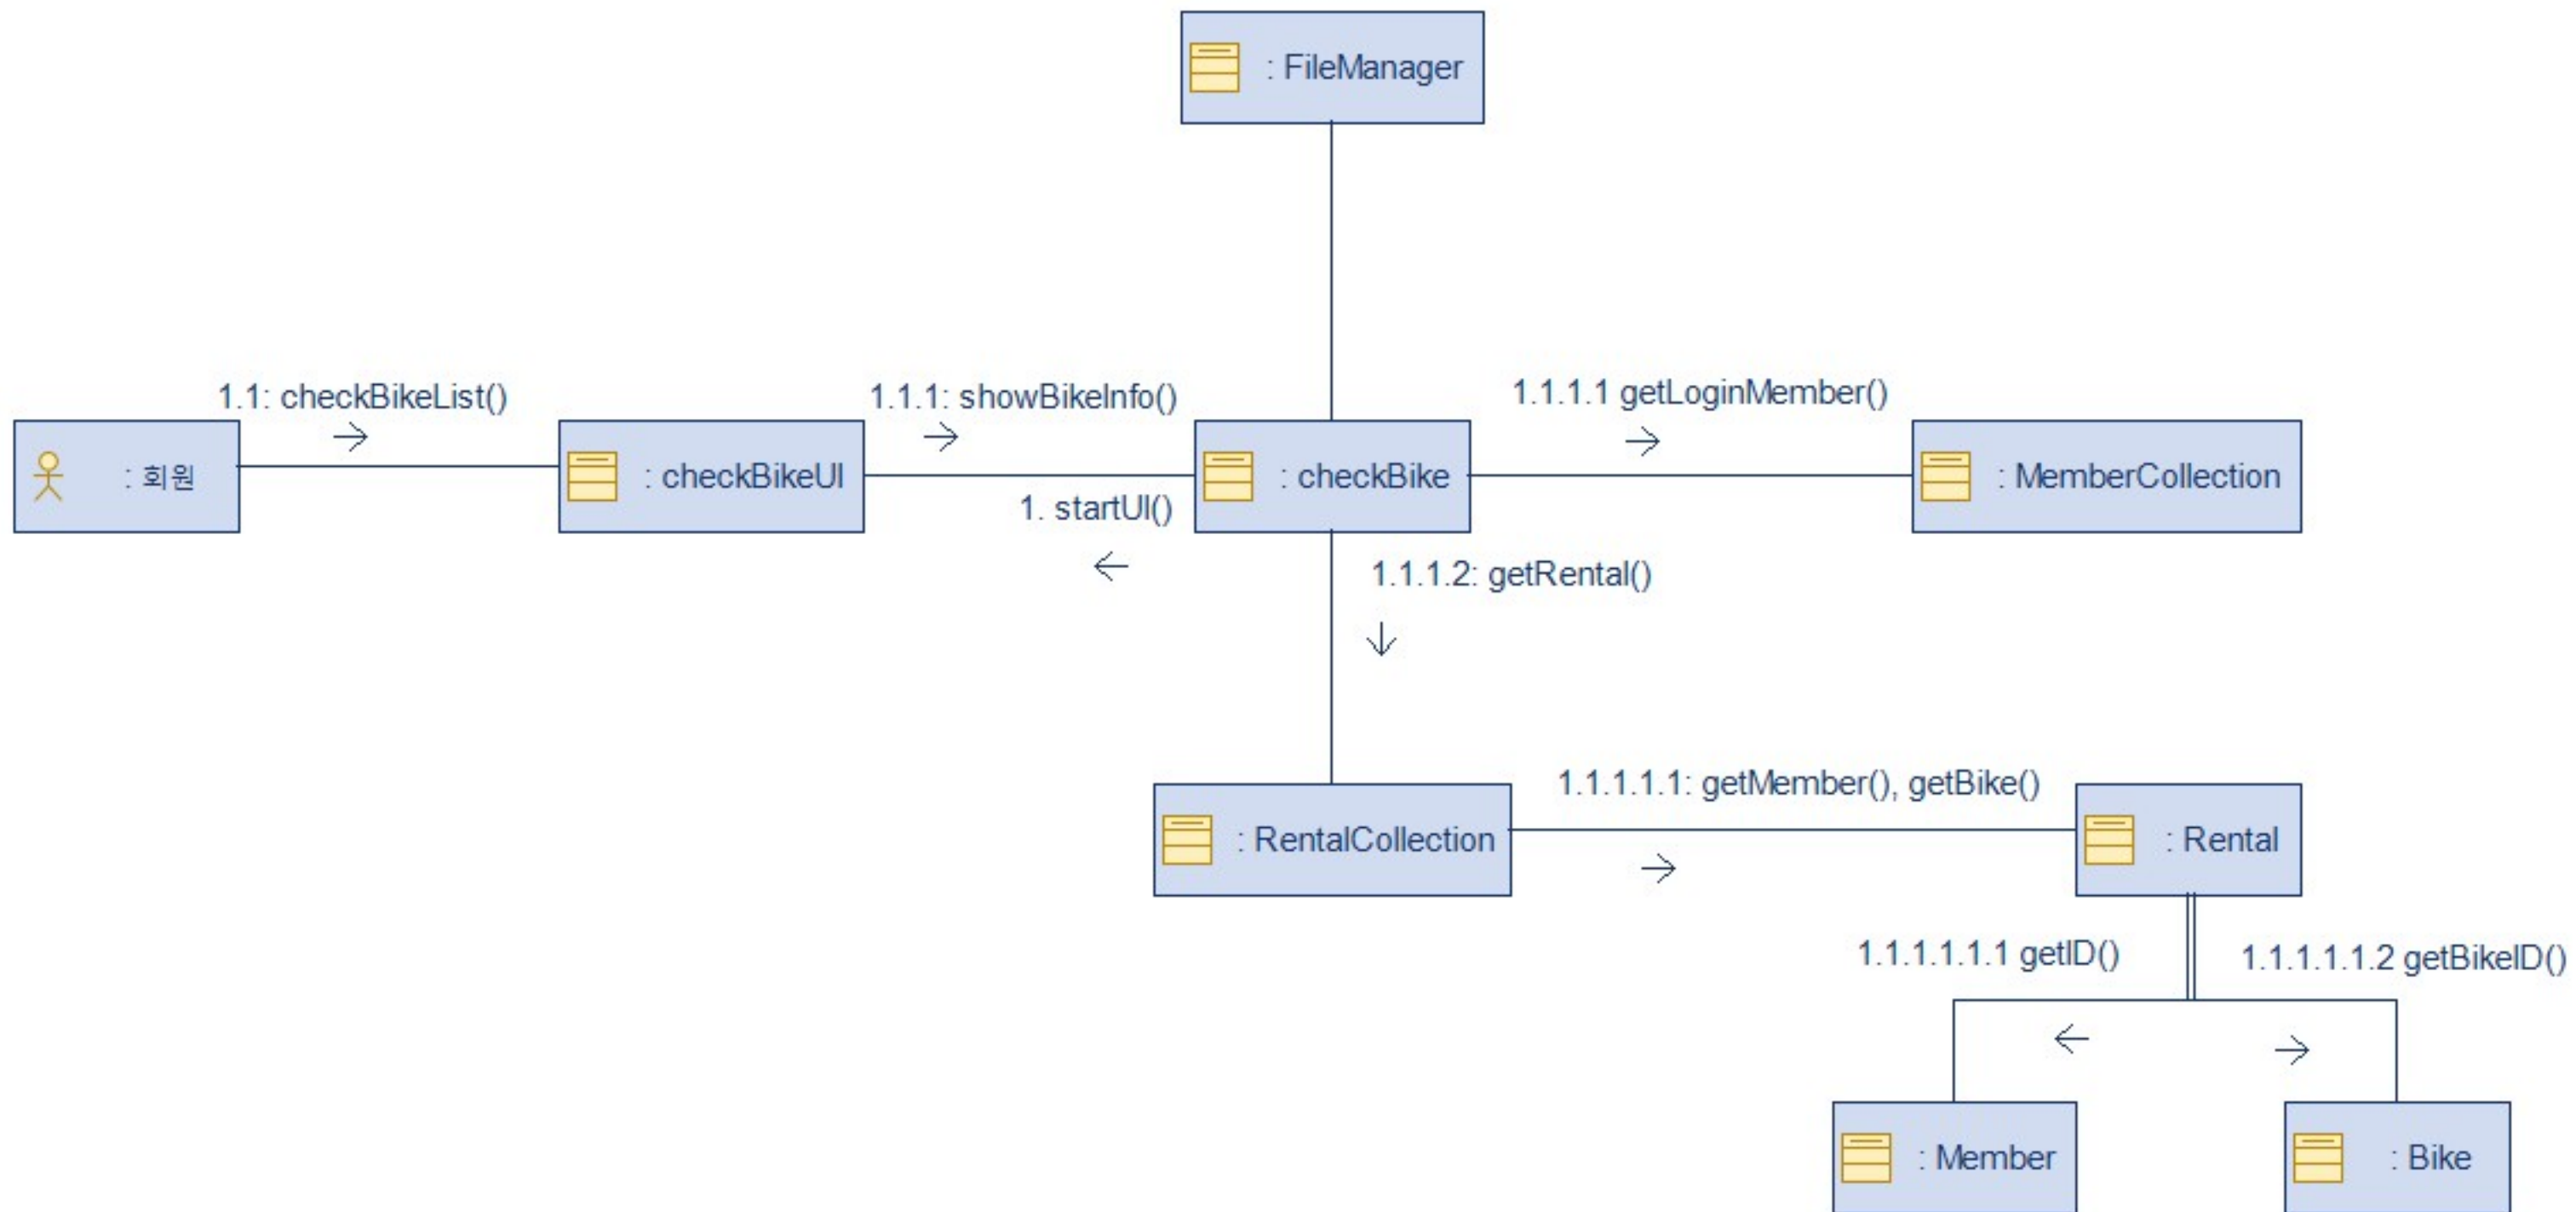 : FileManager
1.1: checkBikeList()
1.1.1: showBikeInfo()
1.1.1.1 getLoginMember()
: 회원
: checkBikeUI
: checkBike
: MemberCollection
1. startUI()
1.1.1.2: getRental()
1.1.1.1.1: getMember(), getBike()
: RentalCollection
: Rental
1.1.1.1.1.1 getID()
1.1.1.1.1.2 getBikeID()
: Member
: Bike